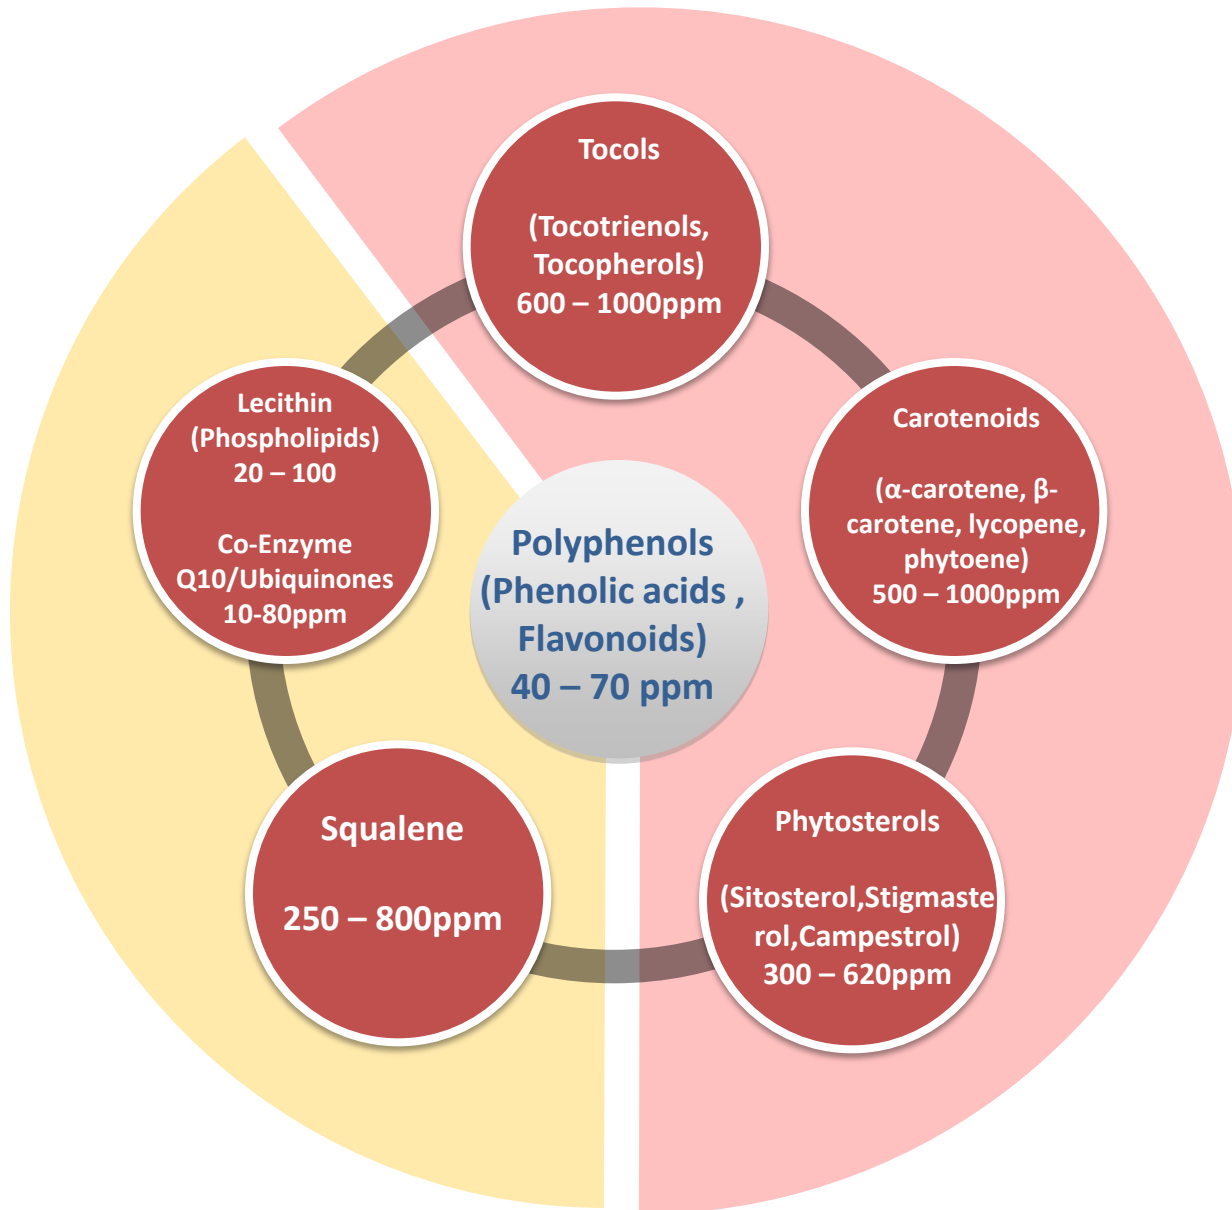 Tocols
(Tocotrienols,
Tocopherols)
600 – 1000ppm
Carotenoids
(α-carotene, β-
carotene, lycopene,
phytoene)
500 – 1000ppm
Lecithin
(Phospholipids)
20 – 100
Co-Enzyme
Q10/Ubiquinones
10-80ppm
Polyphenols
(Phenolic acids ,
Flavonoids)
40 – 70 ppm
Squalene
250 – 800ppm
Phytosterols
(Sitosterol,Stigmaste
rol,Campestrol)
300 – 620ppm